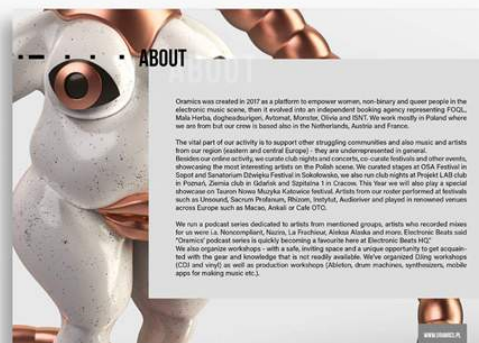 ABOUT
ABOUT
Oramics was created in 2017 as a platform to empower women, non-binary and queer people in the
electronic music scene, then it evolved into an independent booking agency representing FOQL,
Mala Herba, dogheadsurigeri, Avtomat, Monster, Olivia and ISNT. We work mostly in Poland where
we are from but our crew is based also in the Netherlands, Austria and France.
The vital part of our activity is to support other struggling communities and also music and artists
from our region (eastern and central Europe) - they are underrepresented in general.
Besides our online activity, we curate club nights and concerts, co-curate festivals and other events,
showcasing the most interesting artists on the Polish scene. We curated stages at OSA Festival in
Sopot and Sanatorium Dźwięku Festival in Sokołowsko, we also run club nights at Projekt LAB club
in Poznań, Ziemia club in Gdańsk and Szpitalna 1 in Cracow. This Year we will also play a special
showcase on Tauron Nowa Muzyka Katowice festival. Artists from our roster performed at festivals
such as Unsound, Sacrum Profanum, Rhizom, Instytut, Audioriver and played in renowned venues
across Europe such as Macao, Ankali or Cafe OTO.
We run a podcast series dedicated to artists from mentioned groups, artists who recorded mixes
for us were i.a. Noncompliant, Nazira, La Fraicheur, Aleksa Alaska and more. Electronic Beats said
"Oramics' podcast series is quickly becoming a favourite here at Electronic Beats HQ."
We also organize workshops - with a safe, inviting space and a unique opportunity to get acquain-
ted with the gear and knowledge that is not readily available. We've organized DJing workshops
(CDJ and vinyl) as well as production workshops (Ableton, drum machines, synthesizers, mobile
apps for making music etc.).
WWW.ORAMICS.PL